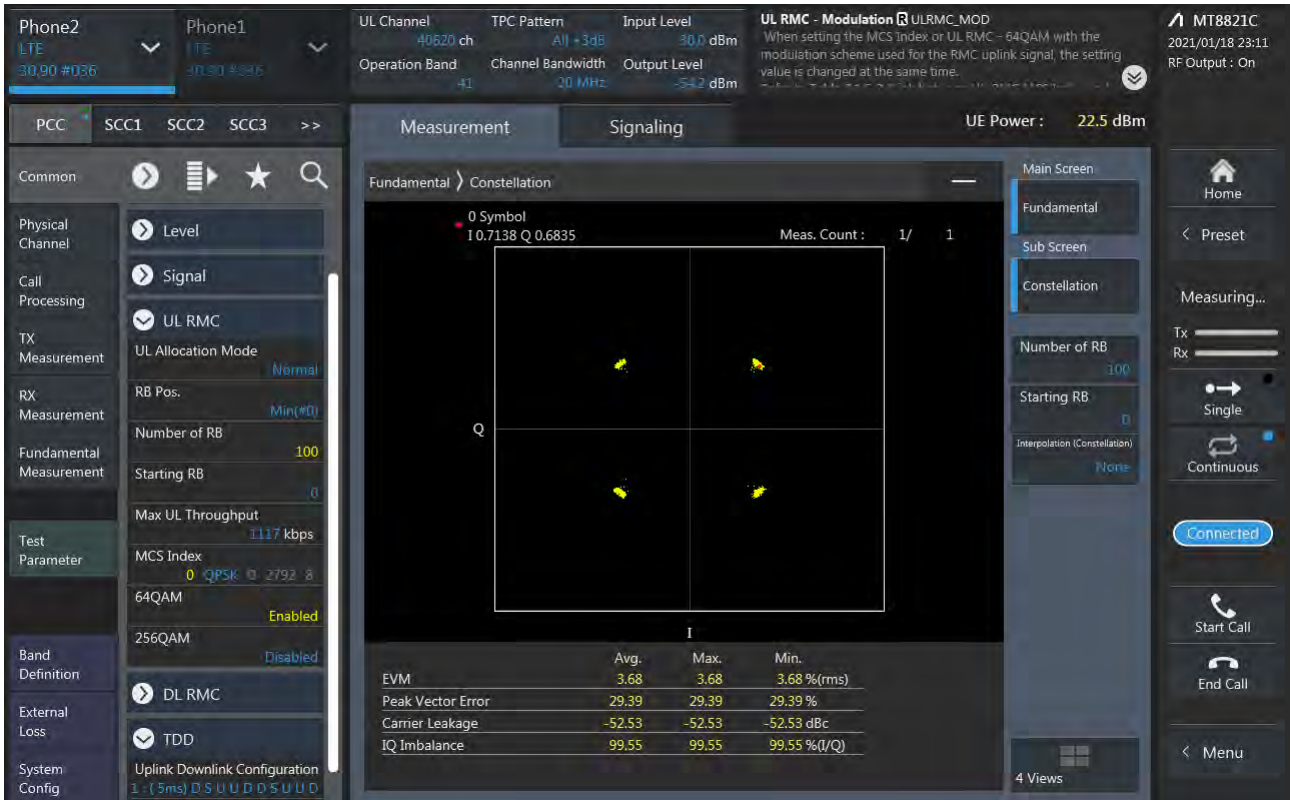 Phone2
LTE
30.90 #036
Phone1
LTE
UL Channel
40620 ch
TPC Pattern
All +3dB
Input Level
30.0 dBm
Operation Band
41
Channel Bandwidth
20 MHz
Output Level
-54.2 dBm
UL RMC - Modulation R ULRMC_MOD
When setting the MCS Index or UL RMC - 64QAM with the
modulation scheme used for the RMC uplink signal, the setting
value is changed at the same time.
MT8821C
2021/01/18 23:11
RF Output : On
PCC SCC1 SCC2 SCC3 >>
Measurement
Signaling
UE Power : 22.5 dBm
Common
Physical
Channel
Call
Processing
TX
Measurement
RX
Measurement
Fundamental
Measurement
Test
Parameter
Band
Definition
External
Loss
System
Config
Level
Signal
UL RMC
UL Allocation Mode
Normal
RB Pos.
Min(#0)
Number of RB
100
Starting RB
0
Max UL Throughput
1117 kbps
MCS Index
0 QPSK 0 2792 8
64QAM
Enabled
256QAM
Disabled
DL RMC
TDD
Uplink Downlink Configuration
1 : ( 5ms) D S U U D D S U U D
Fundamental ⟩ Constellation
0 Symbol
I 0.7138 Q 0.6835
Meas. Count : 1/ 1
Q
I
Avg. Max. Min.
EVM 3.68 3.68 3.68 %(rms)
Peak Vector Error 29.39 29.39 29.39 %
Carrier Leakage -52.53 -52.53 -52.53 dBc
IQ Imbalance 99.55 99.55 99.55 %(I/Q)
Main Screen
Fundamental
Sub Screen
Constellation
Number of RB
100
Starting RB
0
Interpolation (Constellation)
None
4 Views
Home
< Preset
Measuring...
Tx
Rx
Single
Continuous
Connected
Start Call
End Call
< Menu